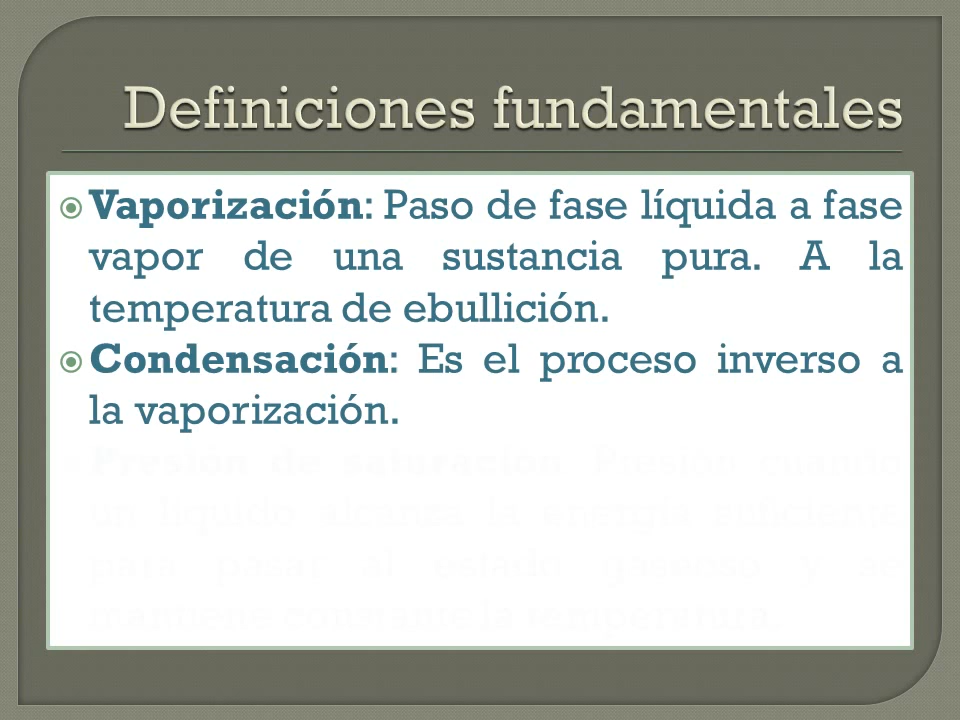 Definiciones fundamentales
Vaporización: Paso de fase líquida a fase
vapor de una sustancia pura. A la
temperatura de ebullición.
Condensación: Es el proceso inverso a
la vaporización.
Presión de saturación: Presión cuando
un líquido alcanza la energía suficiente
para pasar al estado gaseoso y se
mantiene constante la temperatura.